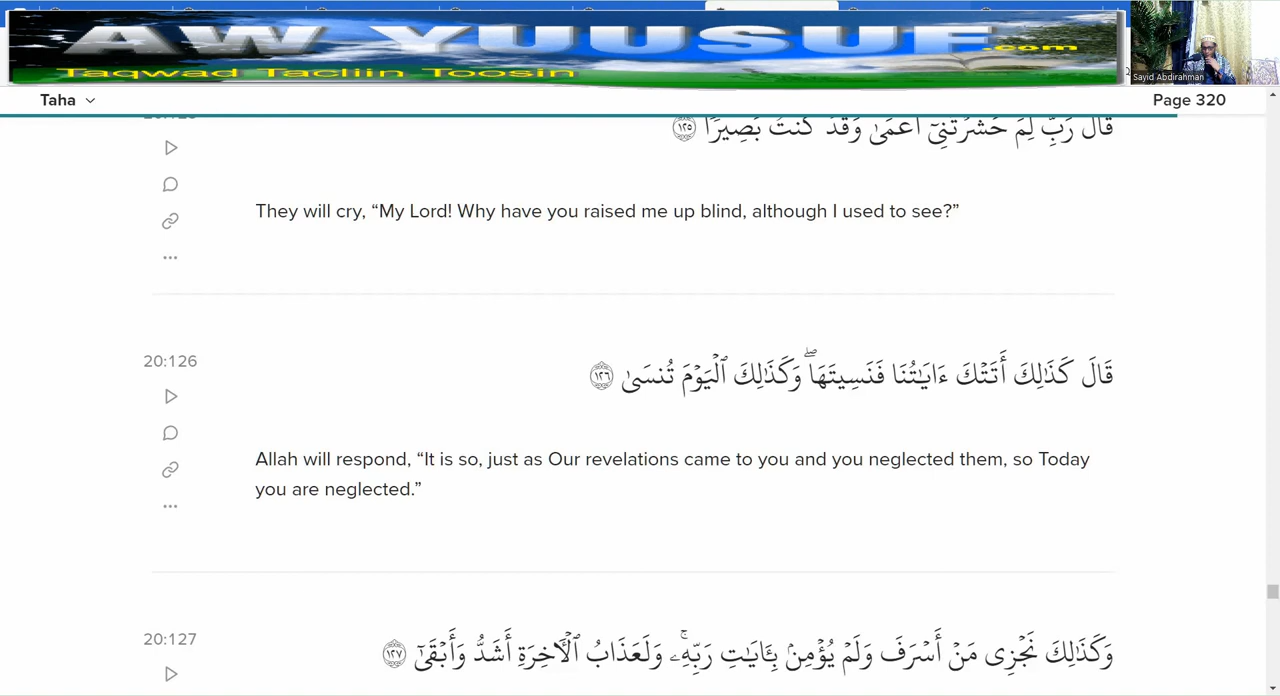 AW YUUSUF.com
Taqwad Tacliin Toosin
Sayid Abdirahman
Taha
Page 320
قَالَ رَبِّ لِمَ حَشَرْتَنِىٓ أَعْمَىٰ وَقَدْ كُنتُ بَصِيرًا ١٢٥
They will cry, “My Lord! Why have you raised me up blind, although I used to see?”
20:126
قَالَ كَذَٰلِكَ أَتَتْكَ ءَايَـٰتُنَا فَنَسِيتَهَا ۖ وَكَذَٰلِكَ ٱلْيَوْمَ تُنسَىٰ ١٢٦
Allah will respond, “It is so, just as Our revelations came to you and you neglected them, so Today
you are neglected.”
20:127
وَكَذَٰلِكَ نَجْزِى مَنْ أَسْرَفَ وَلَمْ يُؤْمِنۢ بِـَٔايَـٰتِ رَبِّهِۦ ۚ وَلَعَذَابُ ٱلْـَٔاخِرَةِ أَشَدُّ وَأَبْقَىٰٓ ١٢٧